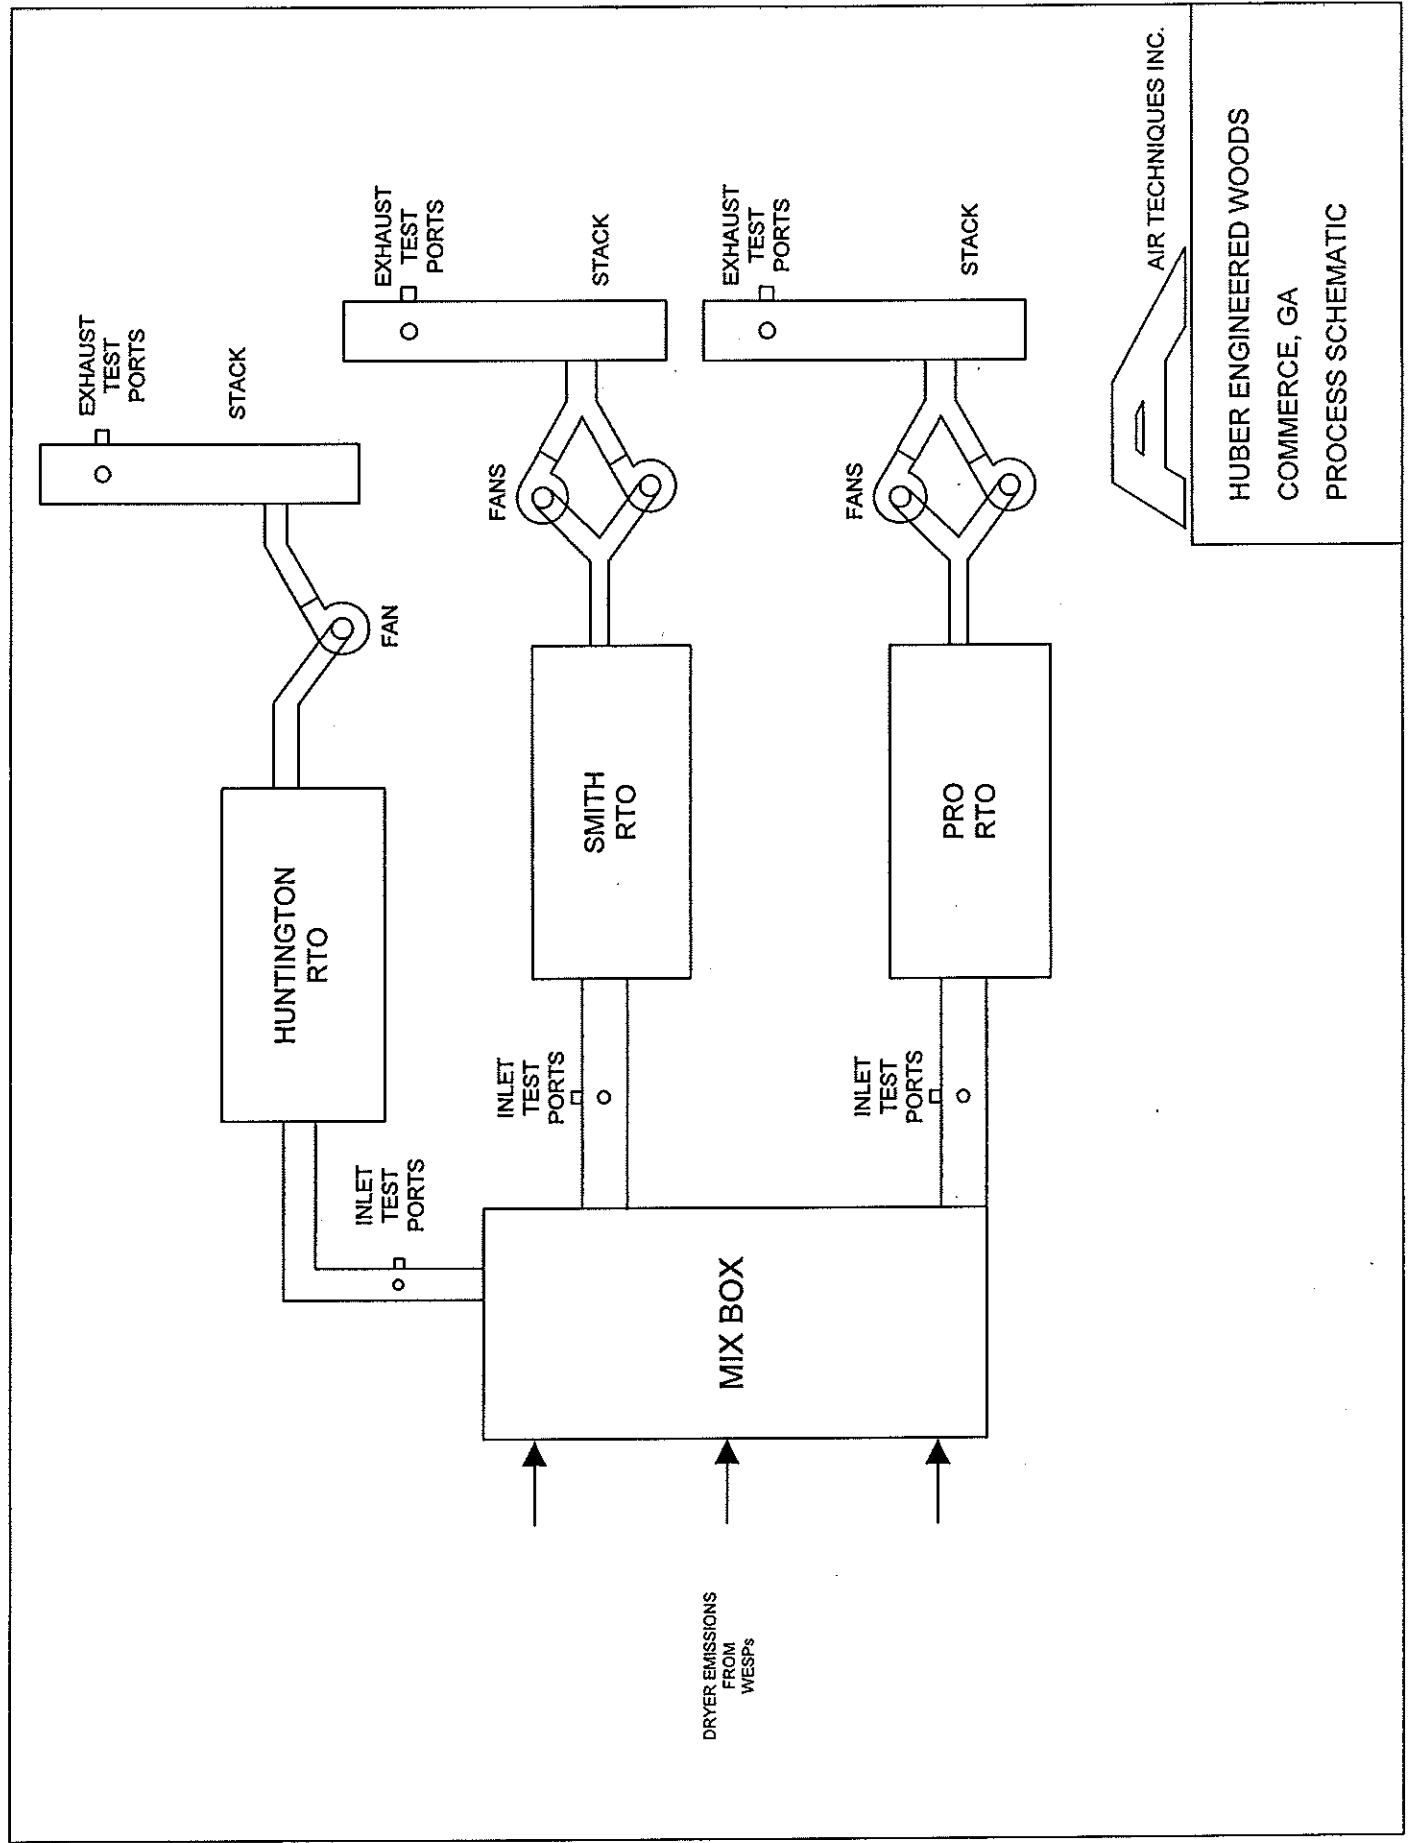 EXHAUST
TEST
PORTS
STACK
FAN
HUNTINGTON
RTO
INLET
TEST
PORTS
EXHAUST
TEST
PORTS
STACK
FANS
SMITH
RTO
INLET
TEST
PORTS
EXHAUST
TEST
PORTS
STACK
FANS
PRO
RTO
INLET
TEST
PORTS
MIX BOX
DRYER EMISSIONS
FROM
WESPs
AIR TECHNIQUES INC.
HUBER ENGINEERED WOODS
COMMERCE, GA
PROCESS SCHEMATIC